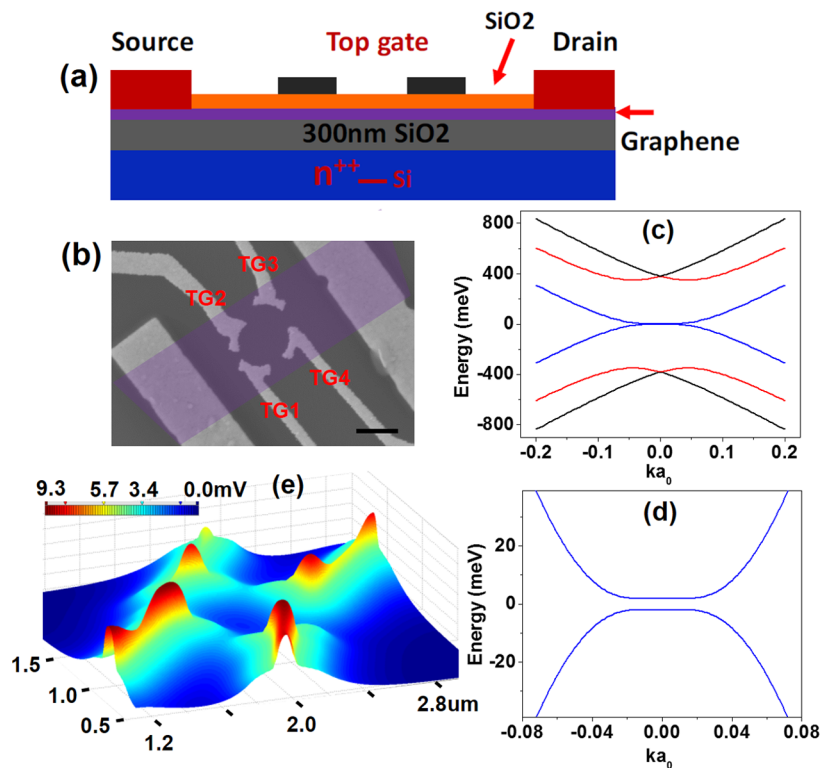 SiO2
Source Top gate Drain
(a)
300nm SiO2
Graphene
n++— Si
(b)
TG3
TG2
TG4
TG1
(c)
Energy (meV)
800
400
0
-400
-800
-0.2 -0.1 0.0 0.1 0.2
ka0
(e)
9.3 5.7 3.4 0.0mV
1.5
1.0
0.5
1.2 2.0 2.8um
(d)
Energy (meV)
20
0
-20
-0.08 -0.04 0.00 0.04 0.08
ka0